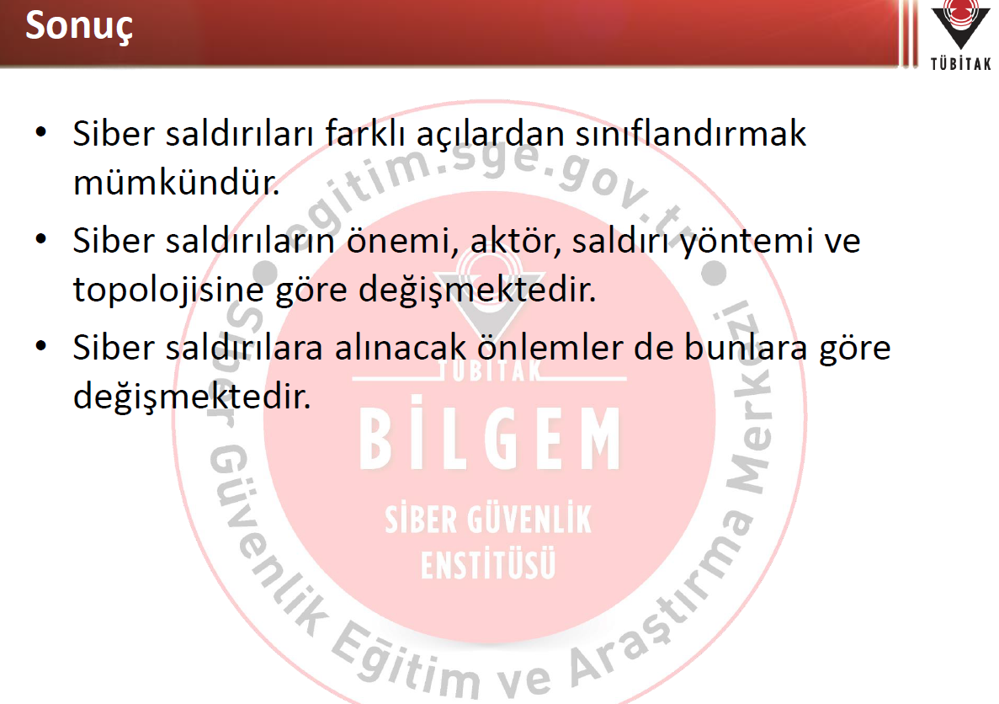 Sonuç
TÜBİTAK
• Siber saldırıları farklı açılardan sınıflandırmak
mümkündür.
• Siber saldırıların önemi, aktör, saldırı yöntemi ve
topolojisine göre değişmektedir.
• Siber saldırılara alınacak önlemler de bunlara göre
değişmektedir.
egitim.sge.gov.tr
TÜBİTAK
BİLGEM
SİBER GÜVENLİK
ENSTİTÜSÜ
Siber Güvenlik Eğitim ve Araştırma Merkezi